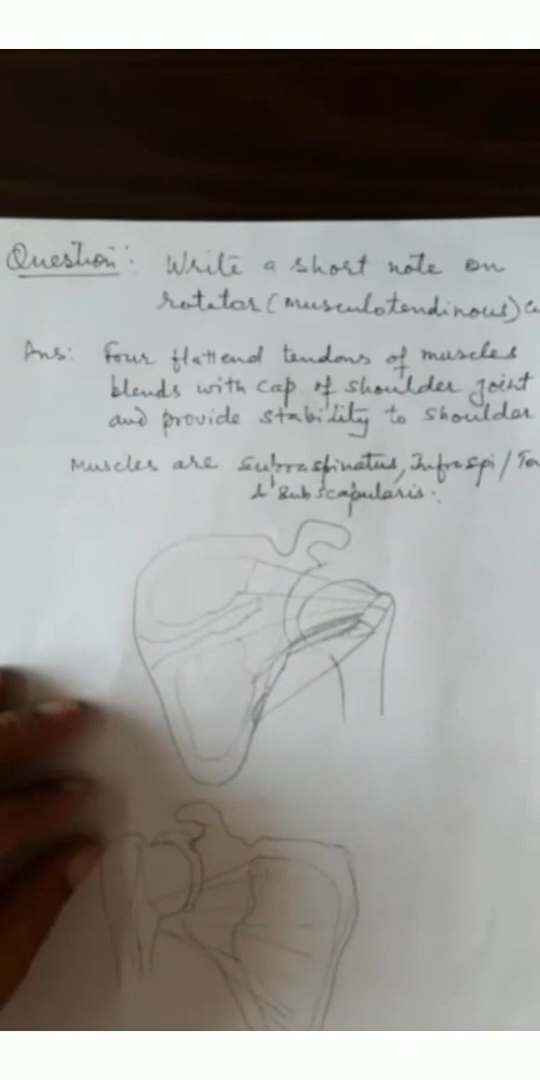 Question: Write a short note on
rotator (musculotendinous)
Ans: Four flattend tendons of muscles
blends with cap of shoulder joint
and provide stability to shoulder
Muscles are Supraspinatus, Infraspi/
d' Subscapularis.